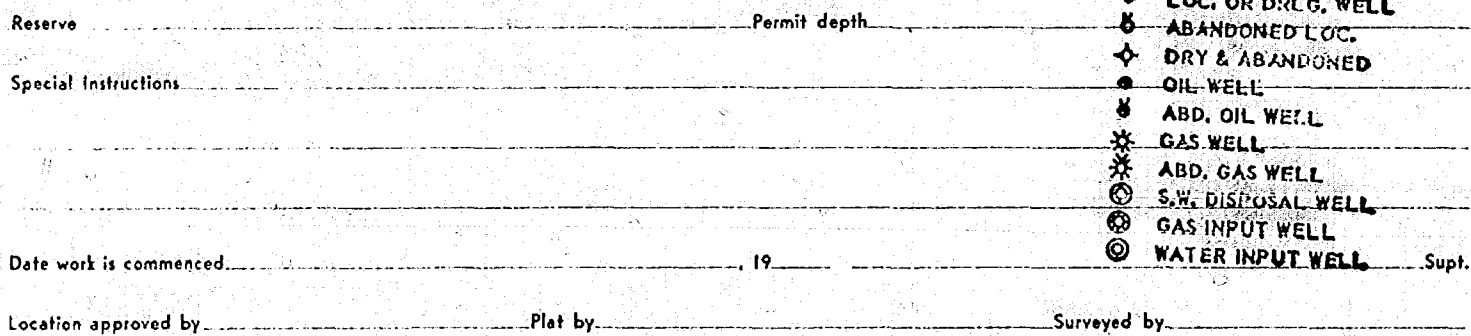 LOC. OR DRLG. WELL
Reserve Permit depth
ABANDONED LOC.
DRY & ABANDONED
Special Instructions
OIL WELL
ABD. OIL WELL
GAS WELL
ABD. GAS WELL
S.W. DISPOSAL WELL
GAS INPUT WELL
Date work is commenced , 19 WATER INPUT WELL Supt.
Location approved by Plat by Surveyed by